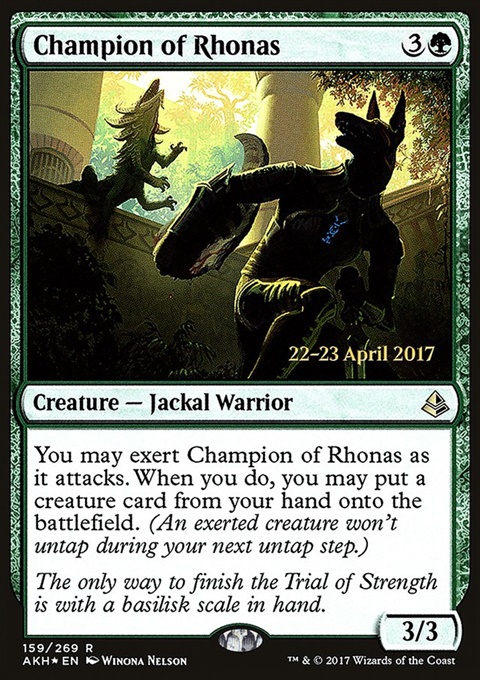 Champion of Rhonas 3
22–23 April 2017
Creature — Jackal Warrior
You may exert Champion of Rhonas as
it attacks. When you do, you may put a
creature card from your hand onto the
battlefield. (An exerted creature won't
untap during your next untap step.)
The only way to finish the Trial of Strength
is with a basilisk scale in hand.
3/3
159/269 R
AKH★EN Winona Nelson
™ & © 2017 Wizards of the Coast